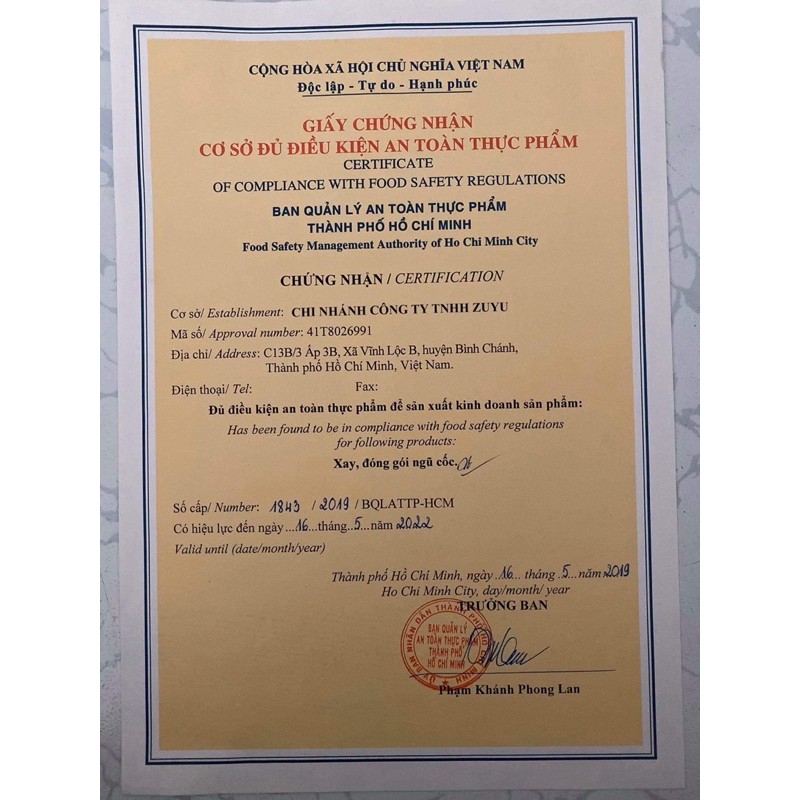 CỘNG HÒA XÃ HỘI CHỦ NGHĨA VIỆT NAM
Độc lập - Tự do - Hạnh phúc
GIẤY CHỨNG NHẬN
CƠ SỞ ĐỦ ĐIỀU KIỆN AN TOÀN THỰC PHẨM
CERTIFICATE
OF COMPLIANCE WITH FOOD SAFETY REGULATIONS
BAN QUẢN LÝ AN TOÀN THỰC PHẨM
THÀNH PHỐ HỒ CHÍ MINH
Food Safety Management Authority of Ho Chi Minh City
CHỨNG NHẬN / CERTIFICATION
Cơ sở/ Establishment: CHI NHÁNH CÔNG TY TNHH ZUYU
Mã số/ Approval number: 41T8026991
Địa chỉ/ Address: C13B/3 Ấp 3B, Xã Vĩnh Lộc B, huyện Bình Chánh,
Thành phố Hồ Chí Minh, Việt Nam.
Điện thoại/ Tel: Fax:
Đủ điều kiện an toàn thực phẩm để sản xuất kinh doanh sản phẩm:
Has been found to be in compliance with food safety regulations
for following products:
Xay, đóng gói ngũ cốc.
Số cấp/ Number: 1843 / 2019 / BQLATTP-HCM
Có hiệu lực đến ngày ...16...tháng..5...năm 2022
Valid until (date/month/year)
Thành phố Hồ Chí Minh, ngày .16... tháng .5...năm 2019
Ho Chi Minh City, day/month/ year
TRƯỞNG BAN
ỦY BAN NHÂN DÂN THÀNH PHỐ HỒ CHÍ MINH
BAN QUẢN LÝ
AN TOÀN THỰC PHẨM
THÀNH PHỐ
HỒ CHÍ MINH
Phạm Khánh Phong Lan